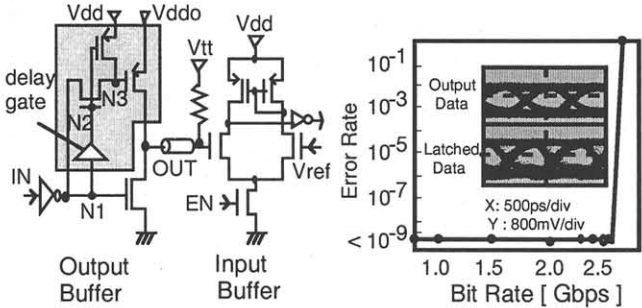 Vdd
Vddo
Vtt
Vdd
delay
gate
N3
N2
IN
N1
OUT
EN
Vref
Output
Buffer
Input
Buffer
Error Rate
10-1
10-3
10-5
10-7
< 10-9
Output
Data
Latched
Data
X: 500ps/div
Y : 800mV/div
1.0
1.5
2.0
2.5
Bit Rate [ Gbps]